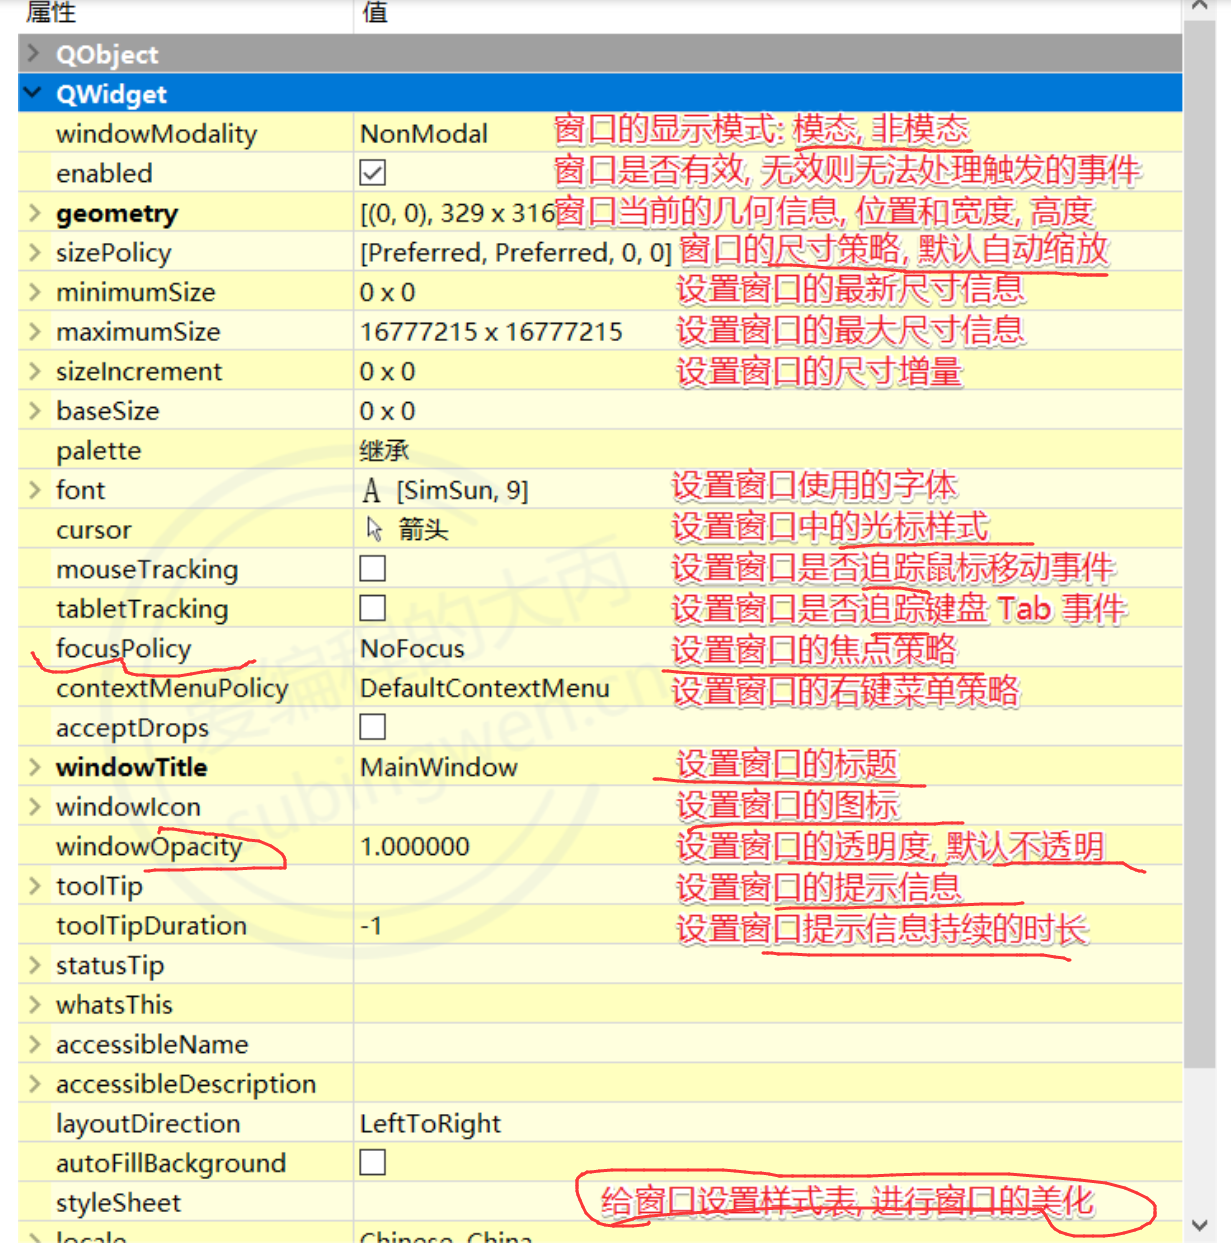 属性 值
QObject
QWidget
windowModality NonModal 窗口的显示模式: 模态, 非模态
enabled 窗口是否有效, 无效则无法处理触发的事件
geometry [(0, 0), 329 x 316 窗口当前的几何信息, 位置和宽度, 高度
sizePolicy [Preferred, Preferred, 0, 0] 窗口的尺寸策略, 默认自动缩放
minimumSize 0 x 0 设置窗口的最新尺寸信息
maximumSize 16777215 x 16777215 设置窗口的最大尺寸信息
sizeIncrement 0 x 0 设置窗口的尺寸增量
baseSize 0 x 0
palette 继承
font A [SimSun, 9] 设置窗口使用的字体
cursor 箭头 设置窗口中的光标样式
mouseTracking 设置窗口是否追踪鼠标移动事件
tabletTracking 设置窗口是否追踪键盘 Tab 事件
focusPolicy NoFocus 设置窗口的焦点策略
contextMenuPolicy DefaultContextMenu 设置窗口的右键菜单策略
acceptDrops
windowTitle MainWindow 设置窗口的标题
windowIcon 设置窗口的图标
windowOpacity 1.000000 设置窗口的透明度, 默认不透明
toolTip 设置窗口的提示信息
toolTipDuration -1 设置窗口提示信息持续的时长
statusTip
whatsThis
accessibleName
accessibleDescription
layoutDirection LeftToRight
autoFillBackground
styleSheet 给窗口设置样式表, 进行窗口的美化
locale Chinese, China
爱编程的大丙
subingwen.cn